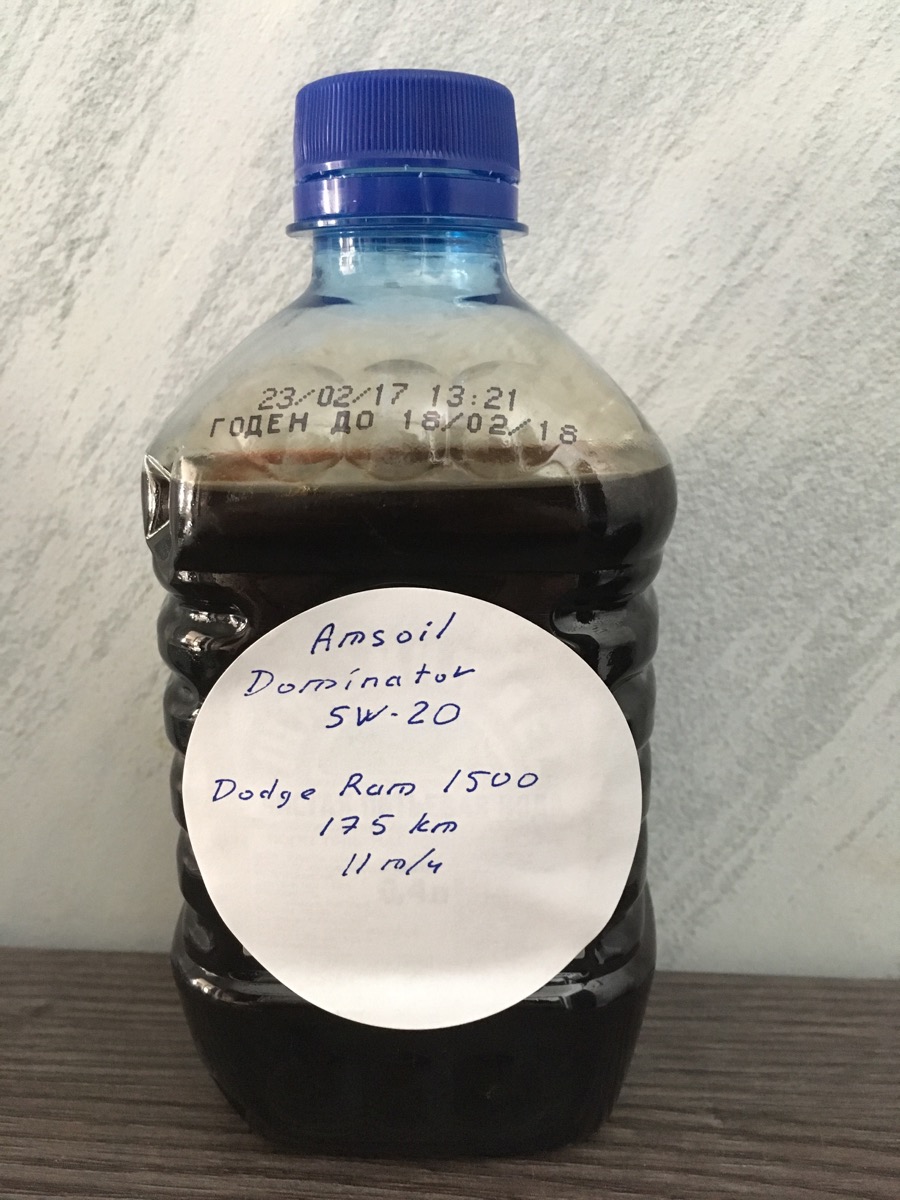 23/02/17 13:21
ГОДЕН ДО 18/02/18
Amsoil
Dominator
5W-20
Dodge Ram 1500
175 km
11 m/ч